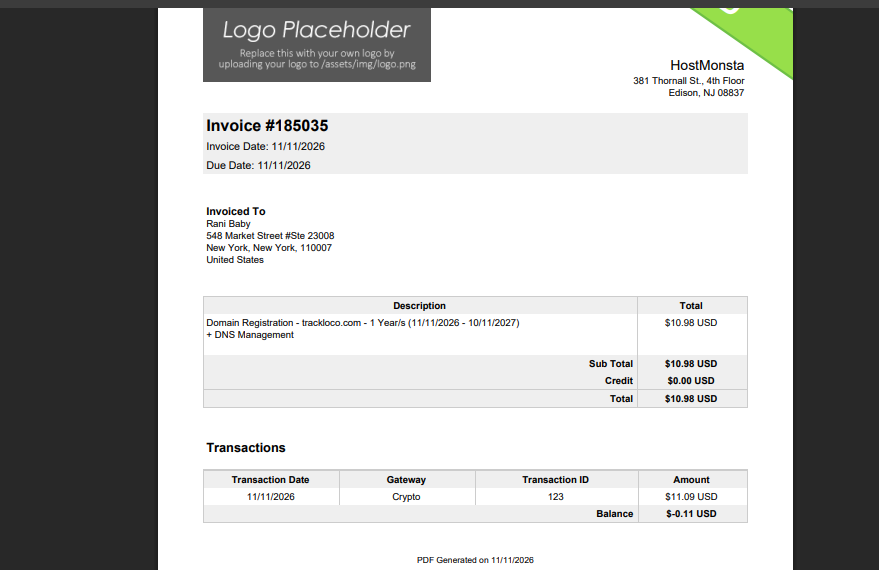 Logo Placeholder
Replace this with your own logo by
uploading your logo to /assets/img/logo.png
HostMonsta
381 Thornall St., 4th Floor
Edison, NJ 08837
Invoice #185035
Invoice Date: 11/11/2026
Due Date: 11/11/2026
Invoiced To
Rani Baby
548 Market Street #Ste 23008
New York, New York, 110007
United States
Description Total
Domain Registration - trackloco.com - 1 Year/s (11/11/2026 - 10/11/2027) $10.98 USD
+ DNS Management
Sub Total $10.98 USD
Credit $0.00 USD
Total $10.98 USD
Transactions
Transaction Date Gateway Transaction ID Amount
11/11/2026 Crypto 123 $11.09 USD
Balance $-0.11 USD
PDF Generated on 11/11/2026